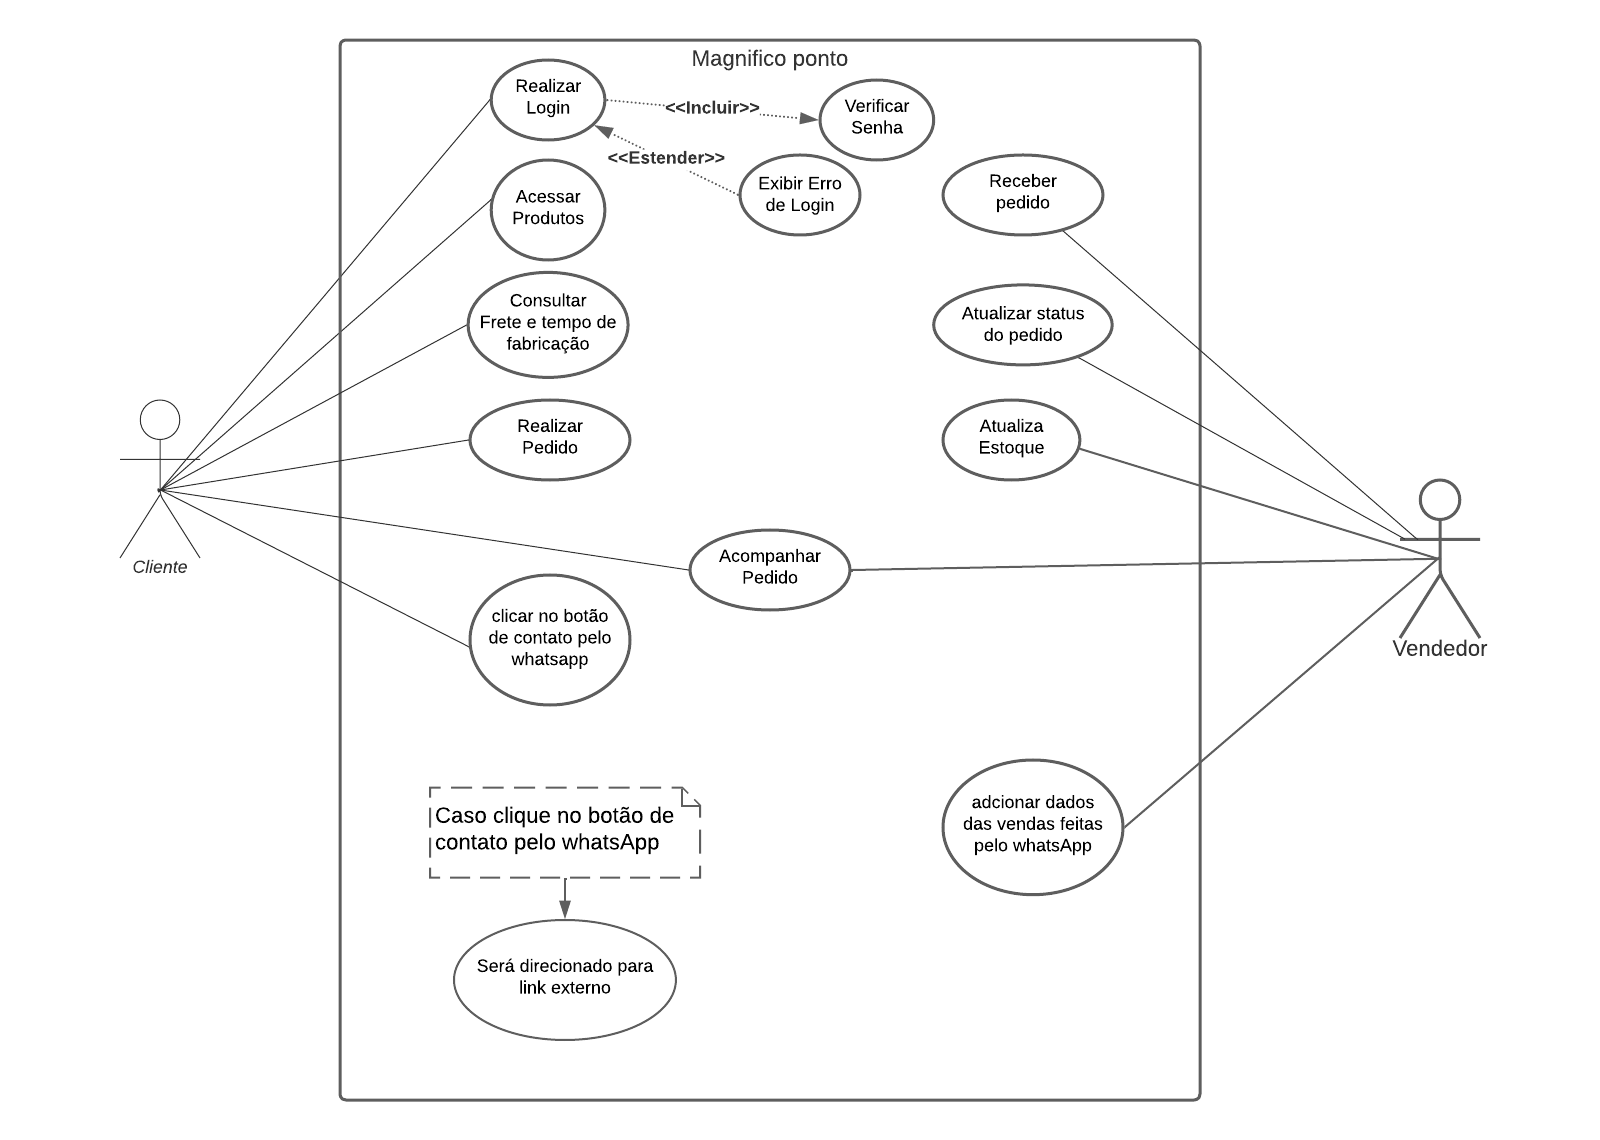 Magnifico ponto
Realizar
Login
<<Incluir>>
Verificar
Senha
<<Estender>>
Exibir Erro
de Login
Acessar
Produtos
Receber
pedido
Consultar
Frete e tempo de
fabricação
Atualizar status
do pedido
Realizar
Pedido
Atualiza
Estoque
Cliente
Acompanhar
Pedido
Vendedor
clicar no botão
de contato pelo
whatsapp
Caso clique no botão de
contato pelo whatsApp
adcionar dados
das vendas feitas
pelo whatsApp
Será direcionado para
link externo